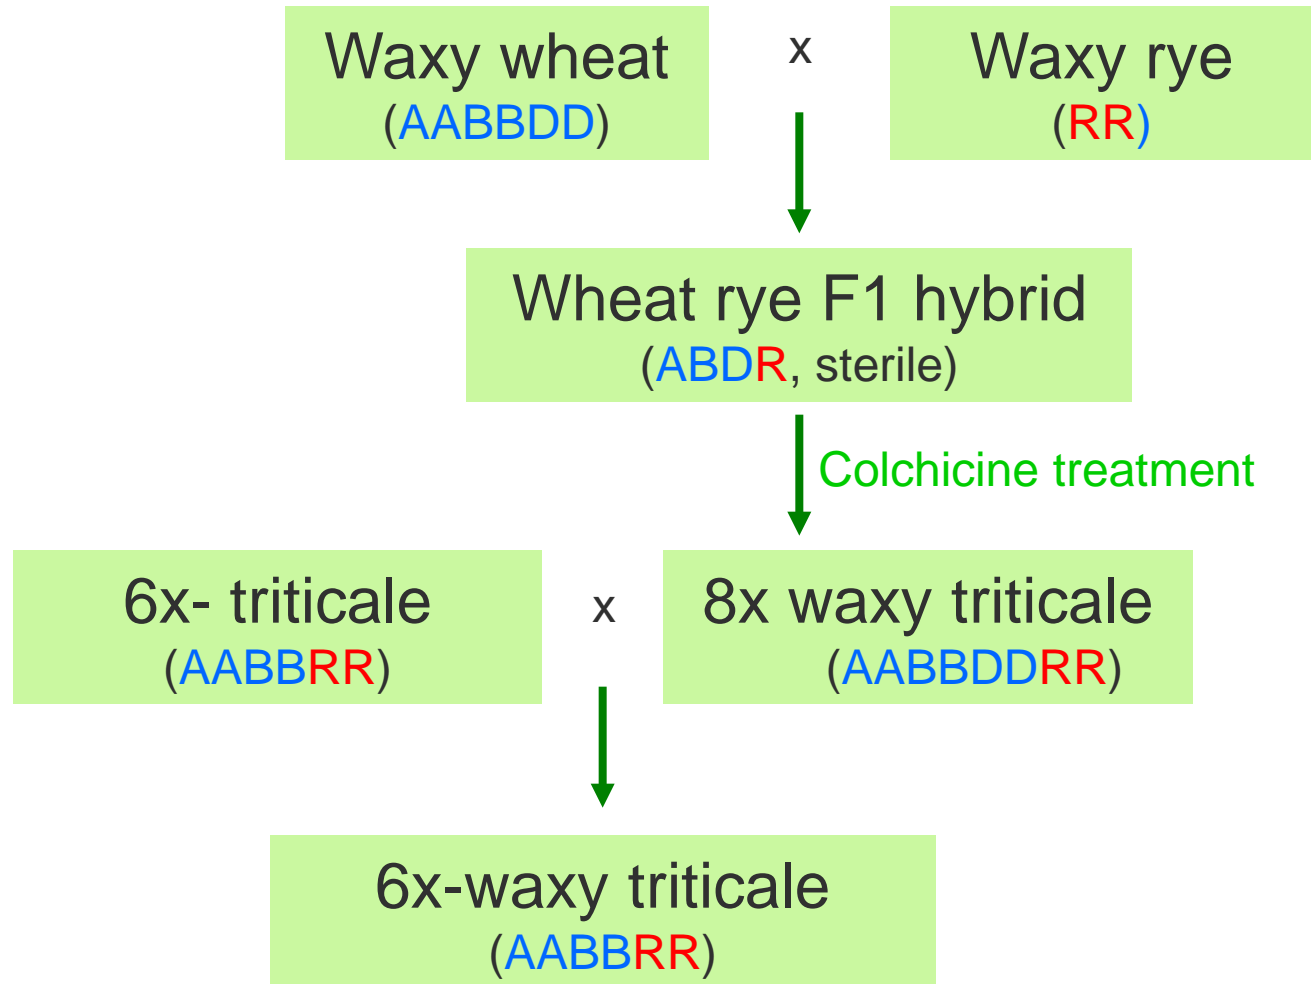 Waxy wheat x Waxy rye
(AABBDD) (RR)
Wheat rye F1 hybrid
(ABDR, sterile)
Colchicine treatment
6x- triticale x 8x waxy triticale
(AABBRR) (AABBDDRR)
6x-waxy triticale
(AABBRR)